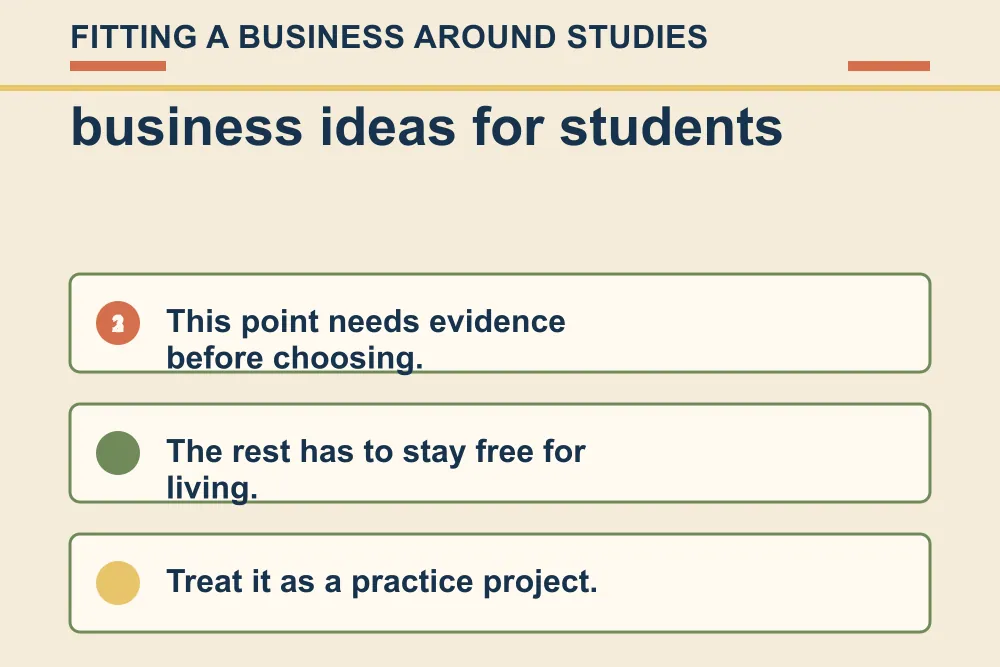 FITTING A BUSINESS AROUND STUDIES
business ideas for students
This point needs evidence
before choosing.
The rest has to stay free for
living.
Treat it as a practice project.